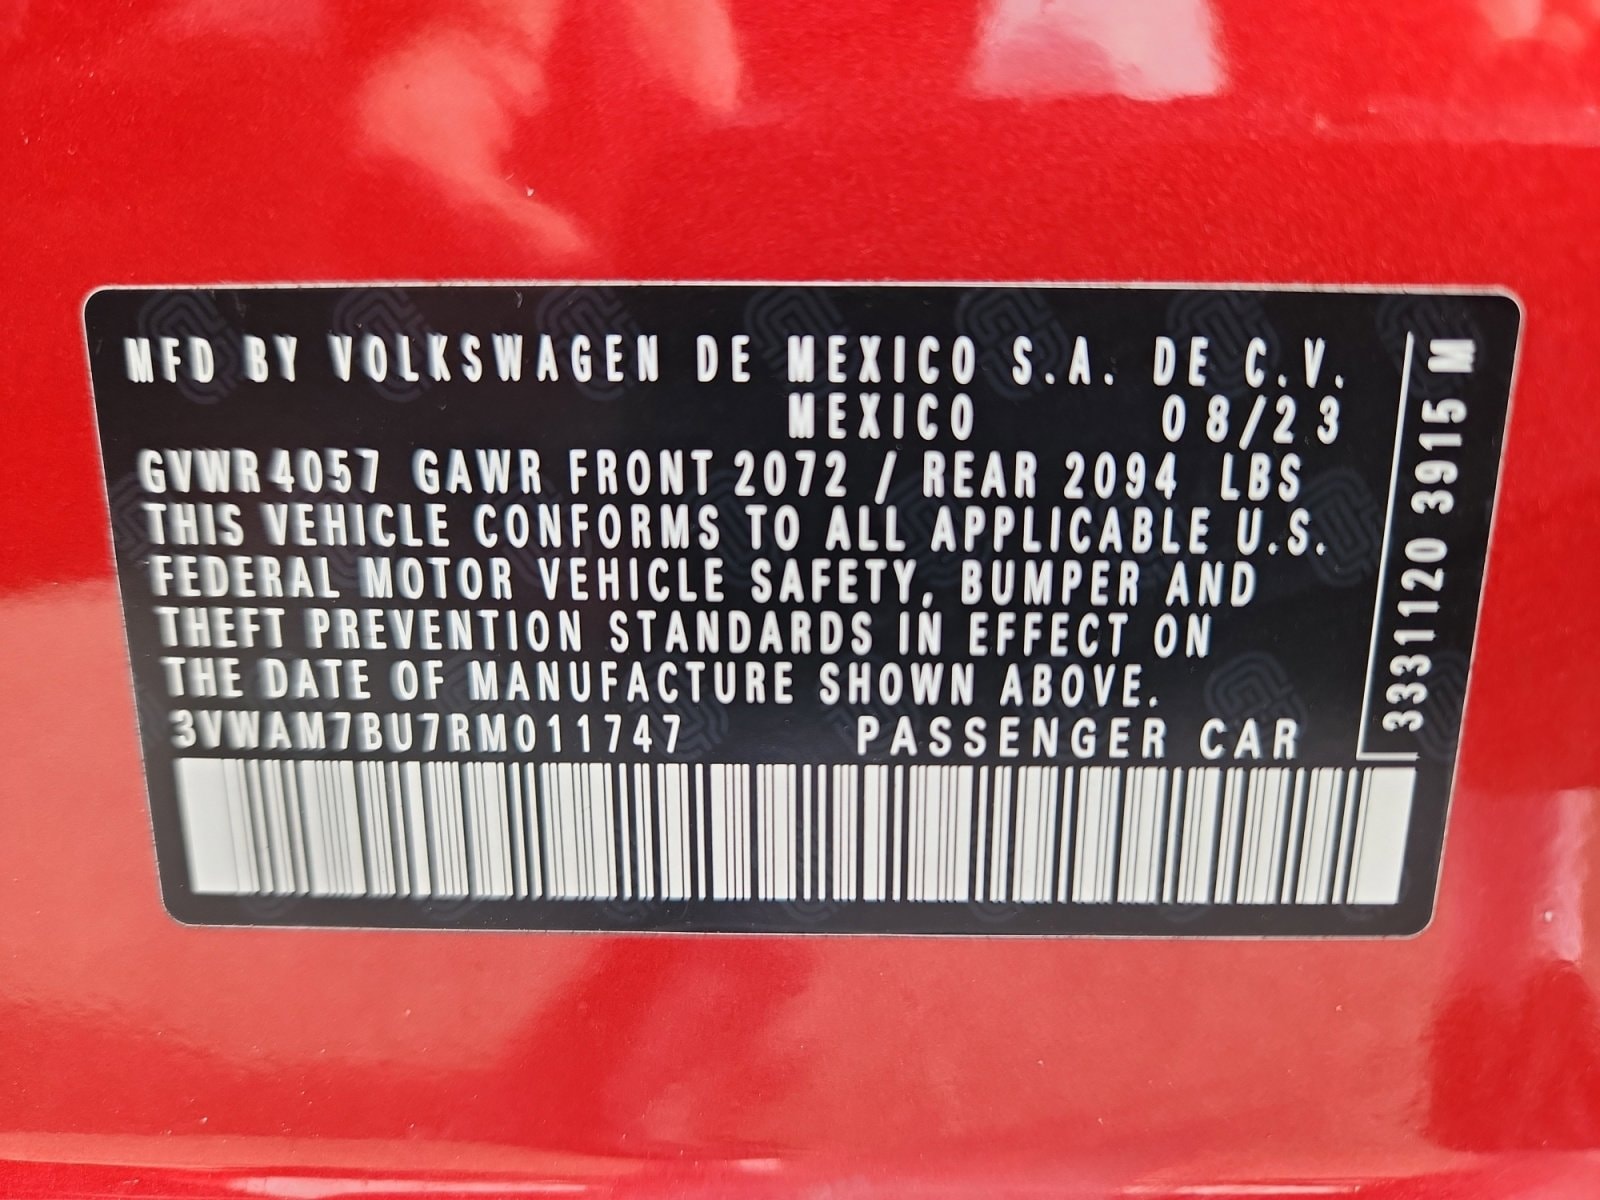 MFD BY VOLKSWAGEN DE MEXICO S.A. DE C.V.
MEXICO 08/23
GVWR 4057 GAWR FRONT 2072 / REAR 2094 LBS
THIS VEHICLE CONFORMS TO ALL APPLICABLE U.S.
FEDERAL MOTOR VEHICLE SAFETY, BUMPER AND
THEFT PREVENTION STANDARDS IN EFFECT ON
THE DATE OF MANUFACTURE SHOWN ABOVE.
3VWAM7BU7RM011747 PASSENGER CAR
3331120 3915 M